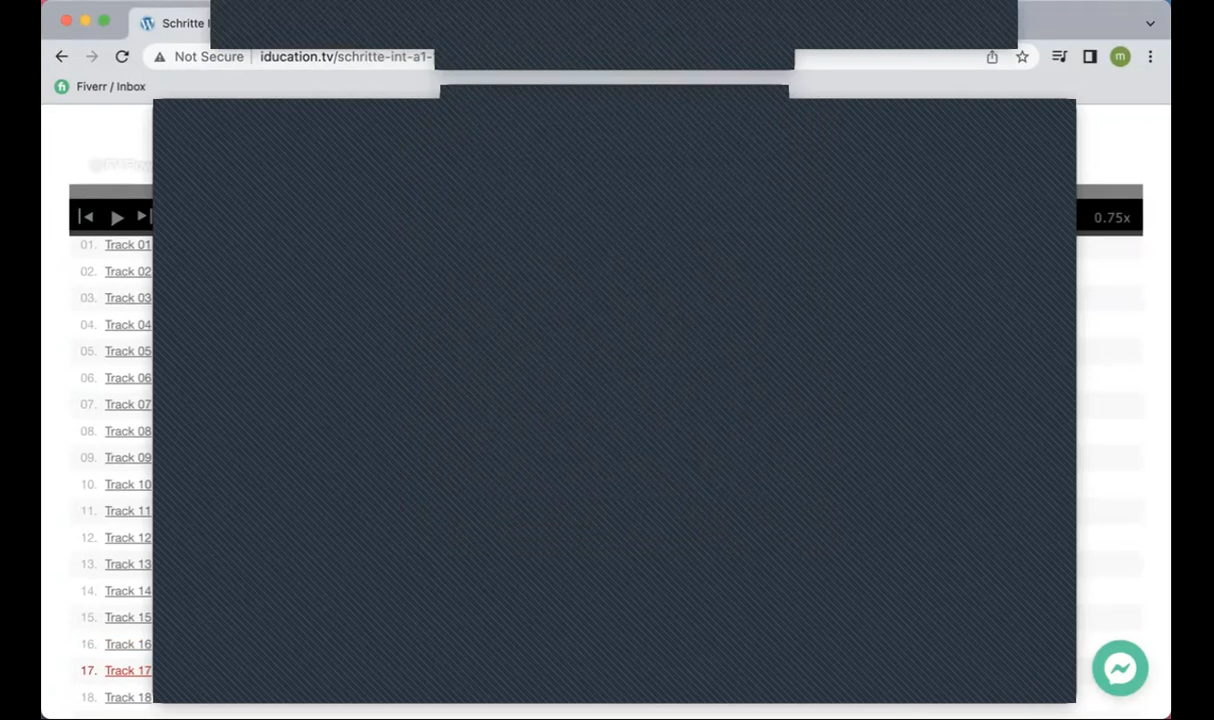 Schritte I
Not Secure iducation.tv/schritte-int-a1-
m
fi Fiverr / Inbox
0.75x
01. Track 01
02. Track 02
03. Track 03
04. Track 04
05. Track 05
06. Track 06
07. Track 07
08. Track 08
09. Track 09
10. Track 10
11. Track 11
12. Track 12
13. Track 13
14. Track 14
15. Track 15
16. Track 16
17. Track 17
18. Track 18